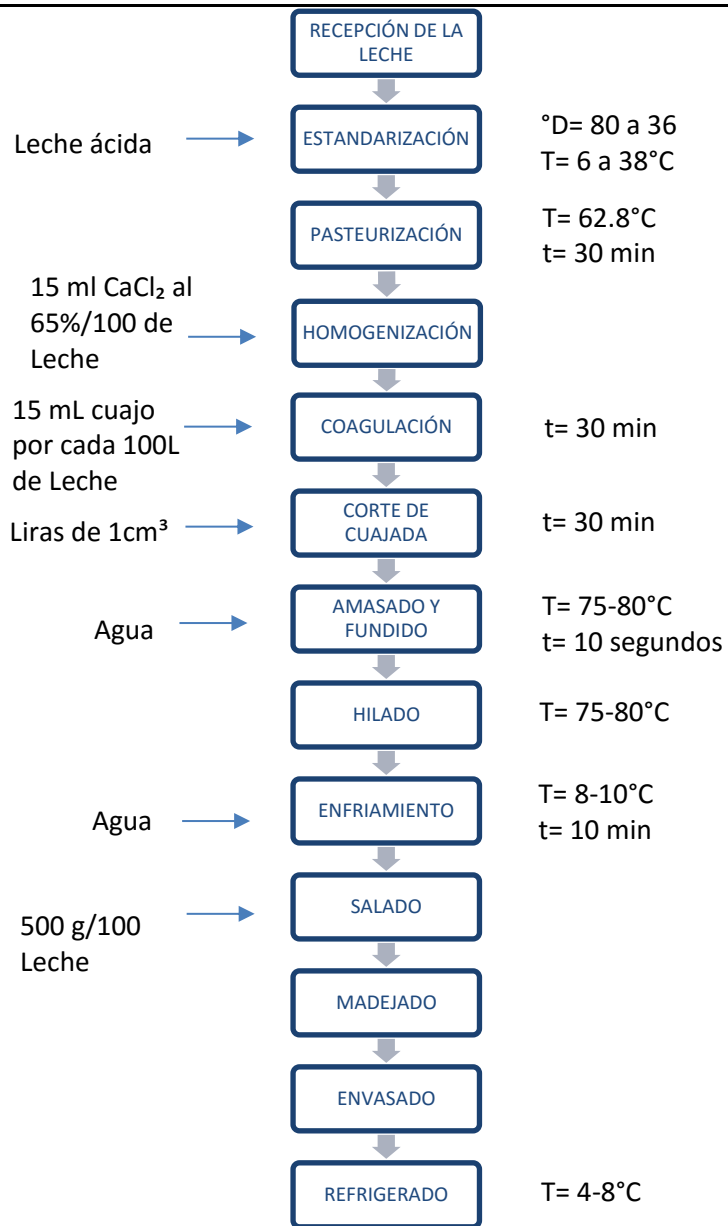 RECEPCIÓN DE LA
LECHE
Leche ácida
ESTANDARIZACIÓN
°D= 80 a 36
T= 6 a 38°C
PASTEURIZACIÓN
T= 62.8°C
t= 30 min
15 ml CaCl₂ al
65%/100 de
Leche
HOMOGENIZACIÓN
15 mL cuajo
por cada 100L
de Leche
COAGULACIÓN
t= 30 min
Liras de 1cm³
CORTE DE
CUAJADA
t= 30 min
Agua
AMASADO Y
FUNDIDO
T= 75-80°C
t= 10 segundos
HILADO
T= 75-80°C
Agua
ENFRIAMIENTO
T= 8-10°C
t= 10 min
500 g/100
Leche
SALADO
MADEJADO
ENVASADO
REFRIGERADO
T= 4-8°C